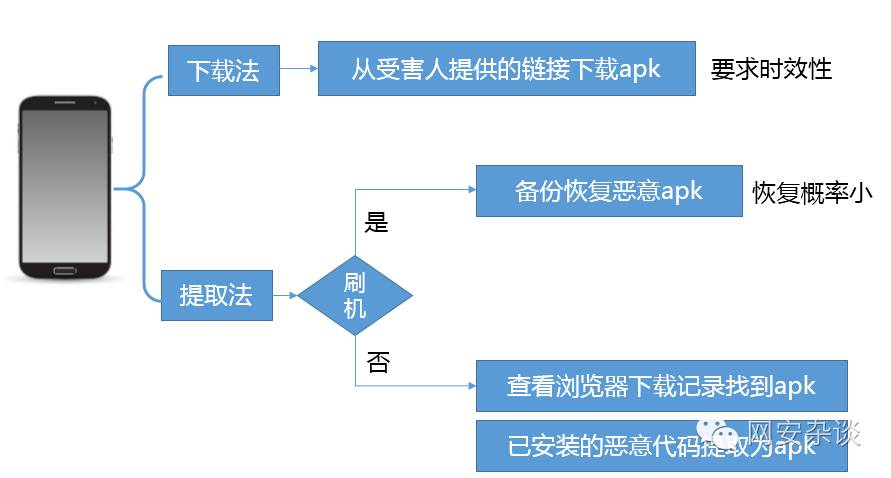 下载法
从受害人提供的链接下载apk
要求时效性
备份恢复恶意apk
恢复概率小
是
提取法
刷
机
否
查看浏览器下载记录找到apk
已安装的恶意代码提取为apk
网安杂谈